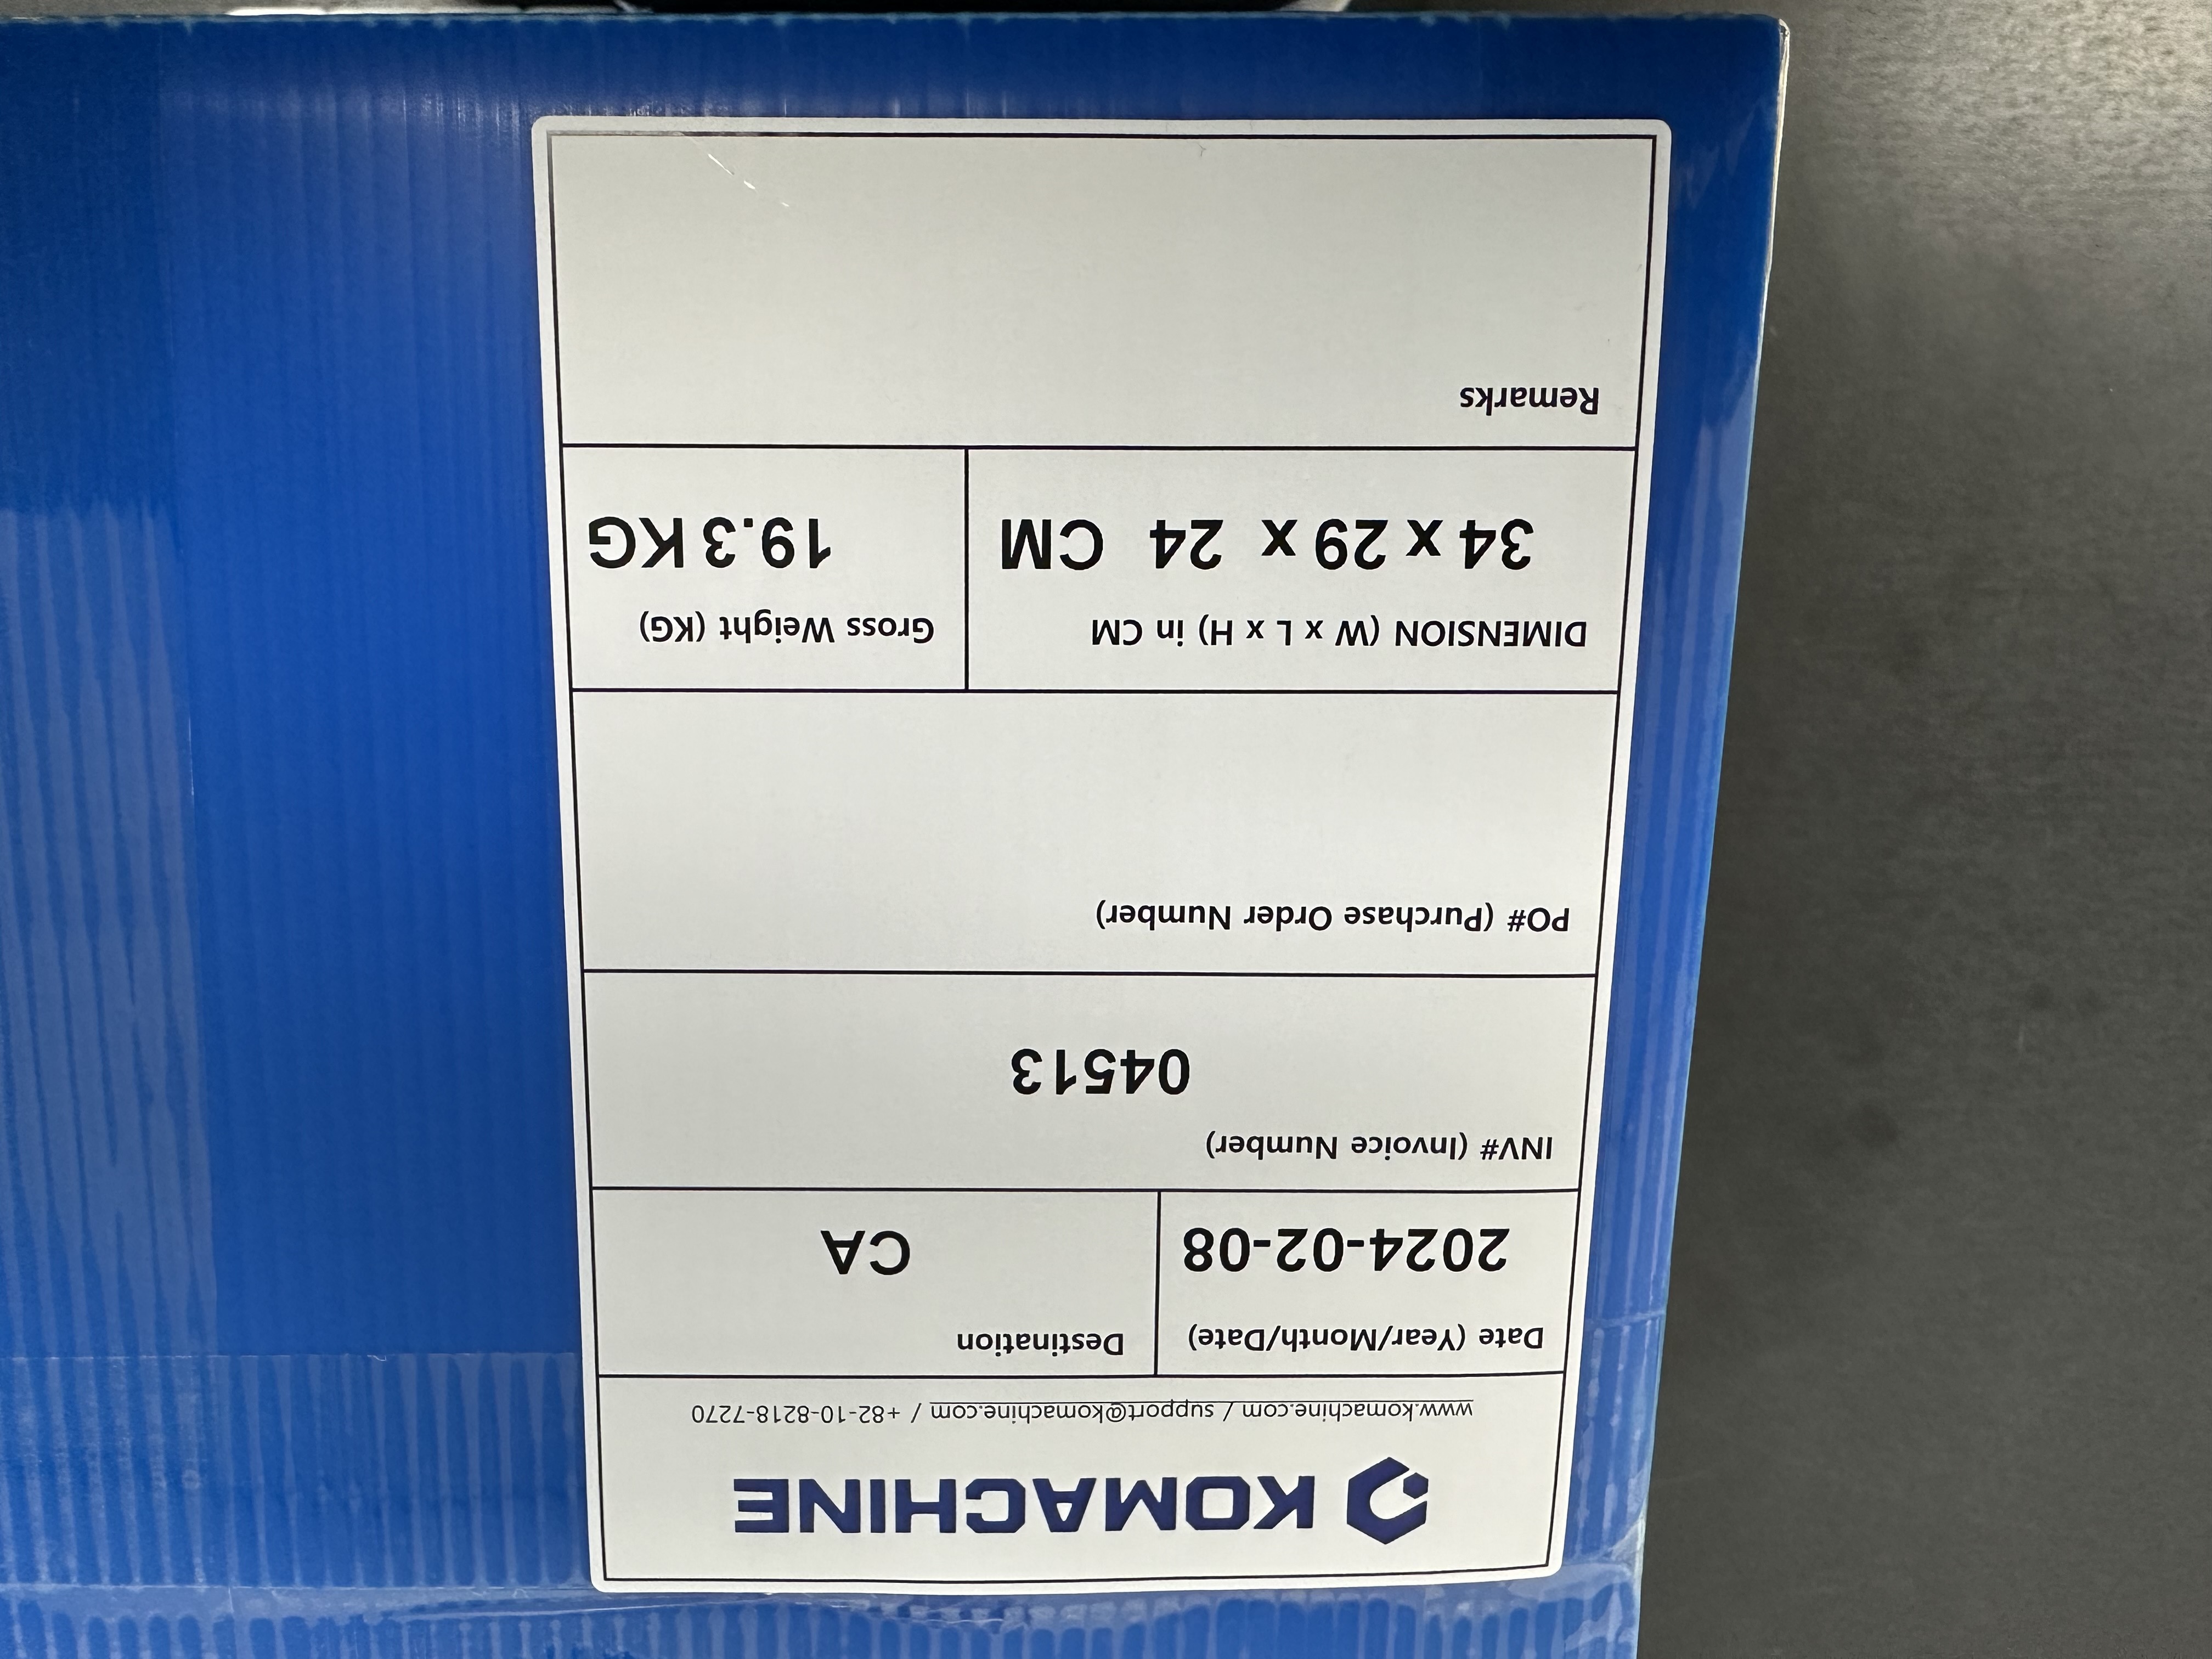 KOMACHINE
www.komachine.com / support@komachine.com / +82-10-8218-7270
Date (Year/Month/Date)
2024-02-08
Destination
CA
INV# (Invoice Number)
04513
PO# (Purchase Order Number)
DIMENSION (W x L x H) in CM
34 x 29 x 24 CM
Gross Weight (KG)
19.3 KG
Remarks